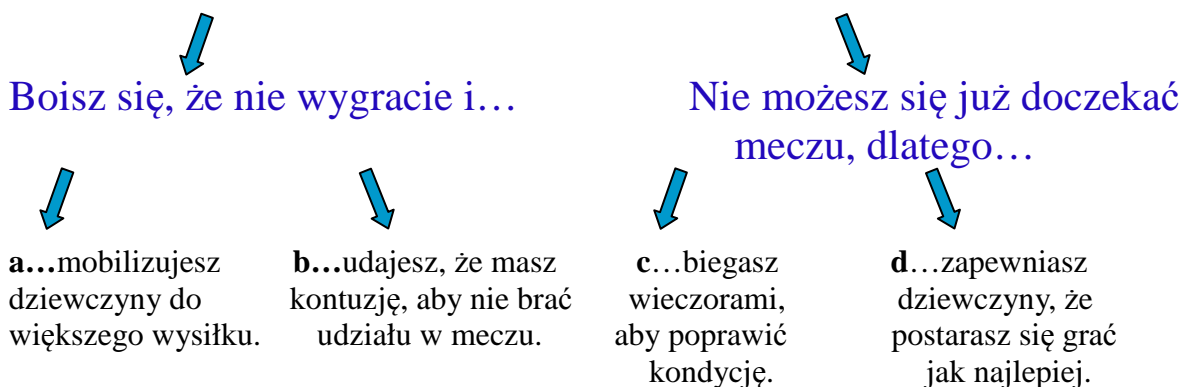 Boisz się, że nie wygracie i…
Nie możesz się już doczekać
meczu, dlatego…
a…mobilizujesz
dziewczyny do
większego wysiłku.
b…udajesz, że masz
kontuzję, aby nie brać
udziału w meczu.
c…biegasz
wieczorami,
aby poprawić
kondycję.
d…zapewniasz
dziewczyny, że
postarasz się grać
jak najlepiej.